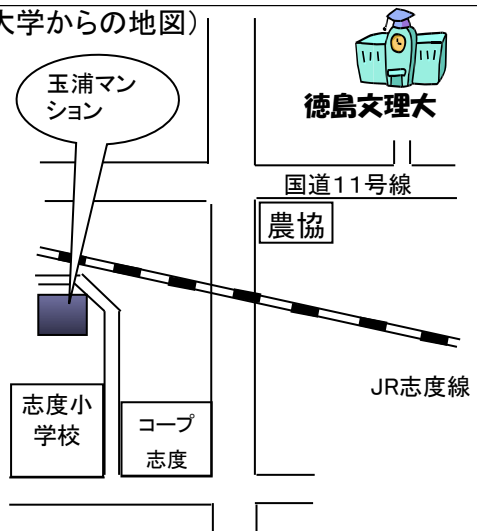 大学からの地図）
玉浦マン
ション
徳島文理大
国道１１号線
農協
JR志度線
志度小
学校
コープ
志度